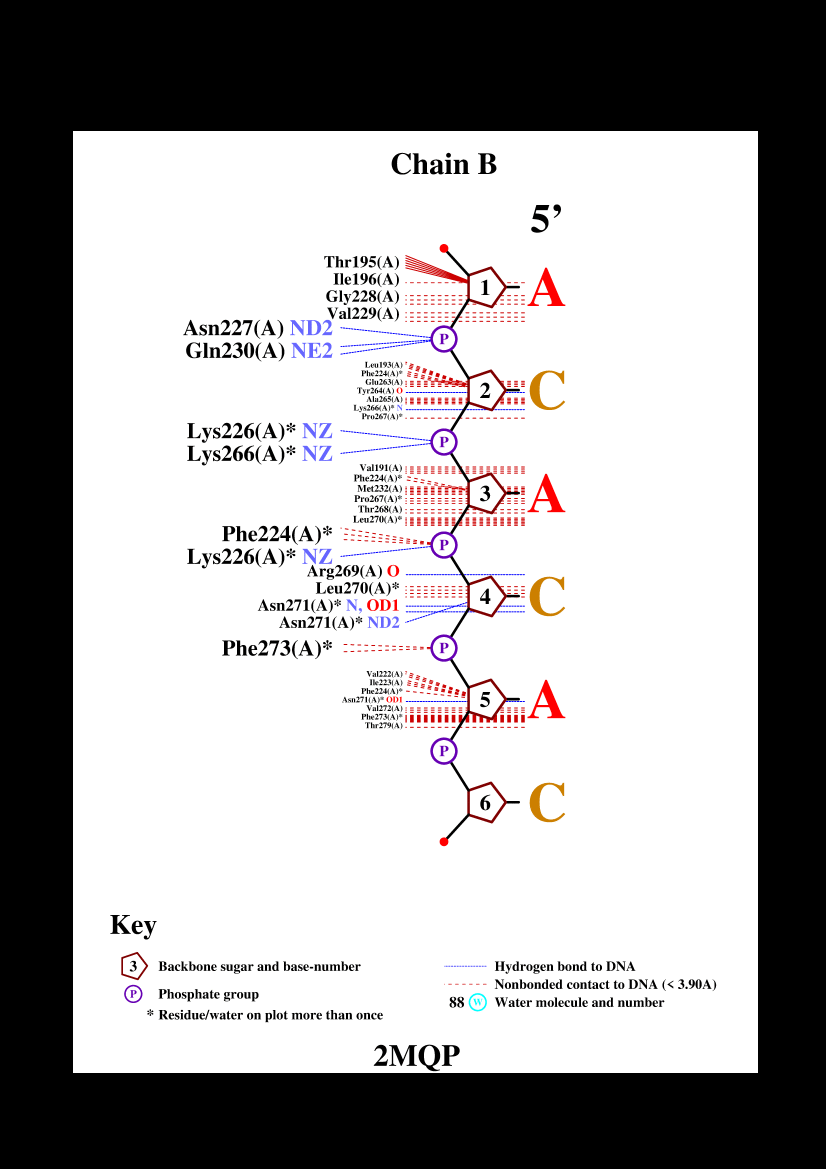 Chain B
5’
Thr195(A)
Ile196(A)
Gly228(A)
Val229(A)
1 A
Asn227(A) ND2
Gln230(A) NE2
P
Leu193(A)
Phe224(A)*
Glu263(A)
Tyr264(A) O
Ala265(A)
Lys266(A)* N
Pro267(A)*
2 C
Lys226(A)* NZ
Lys266(A)* NZ
P
Val191(A)
Phe224(A)*
Met232(A)
Pro267(A)*
Thr268(A)
Leu270(A)*
3 A
Phe224(A)*
Lys226(A)* NZ
P
Arg269(A) O
Leu270(A)*
Asn271(A)* N, OD1
Asn271(A)* ND2
4 C
Phe273(A)*
P
Val222(A)
Ile223(A)
Phe224(A)*
Asn271(A)* OD1
Val272(A)
Phe273(A)*
Thr279(A)
5 A
P
6 C
Key
3 Backbone sugar and base-number
P Phosphate group
* Residue/water on plot more than once
Hydrogen bond to DNA
Nonbonded contact to DNA (< 3.90A)
88 W Water molecule and number
2MQP